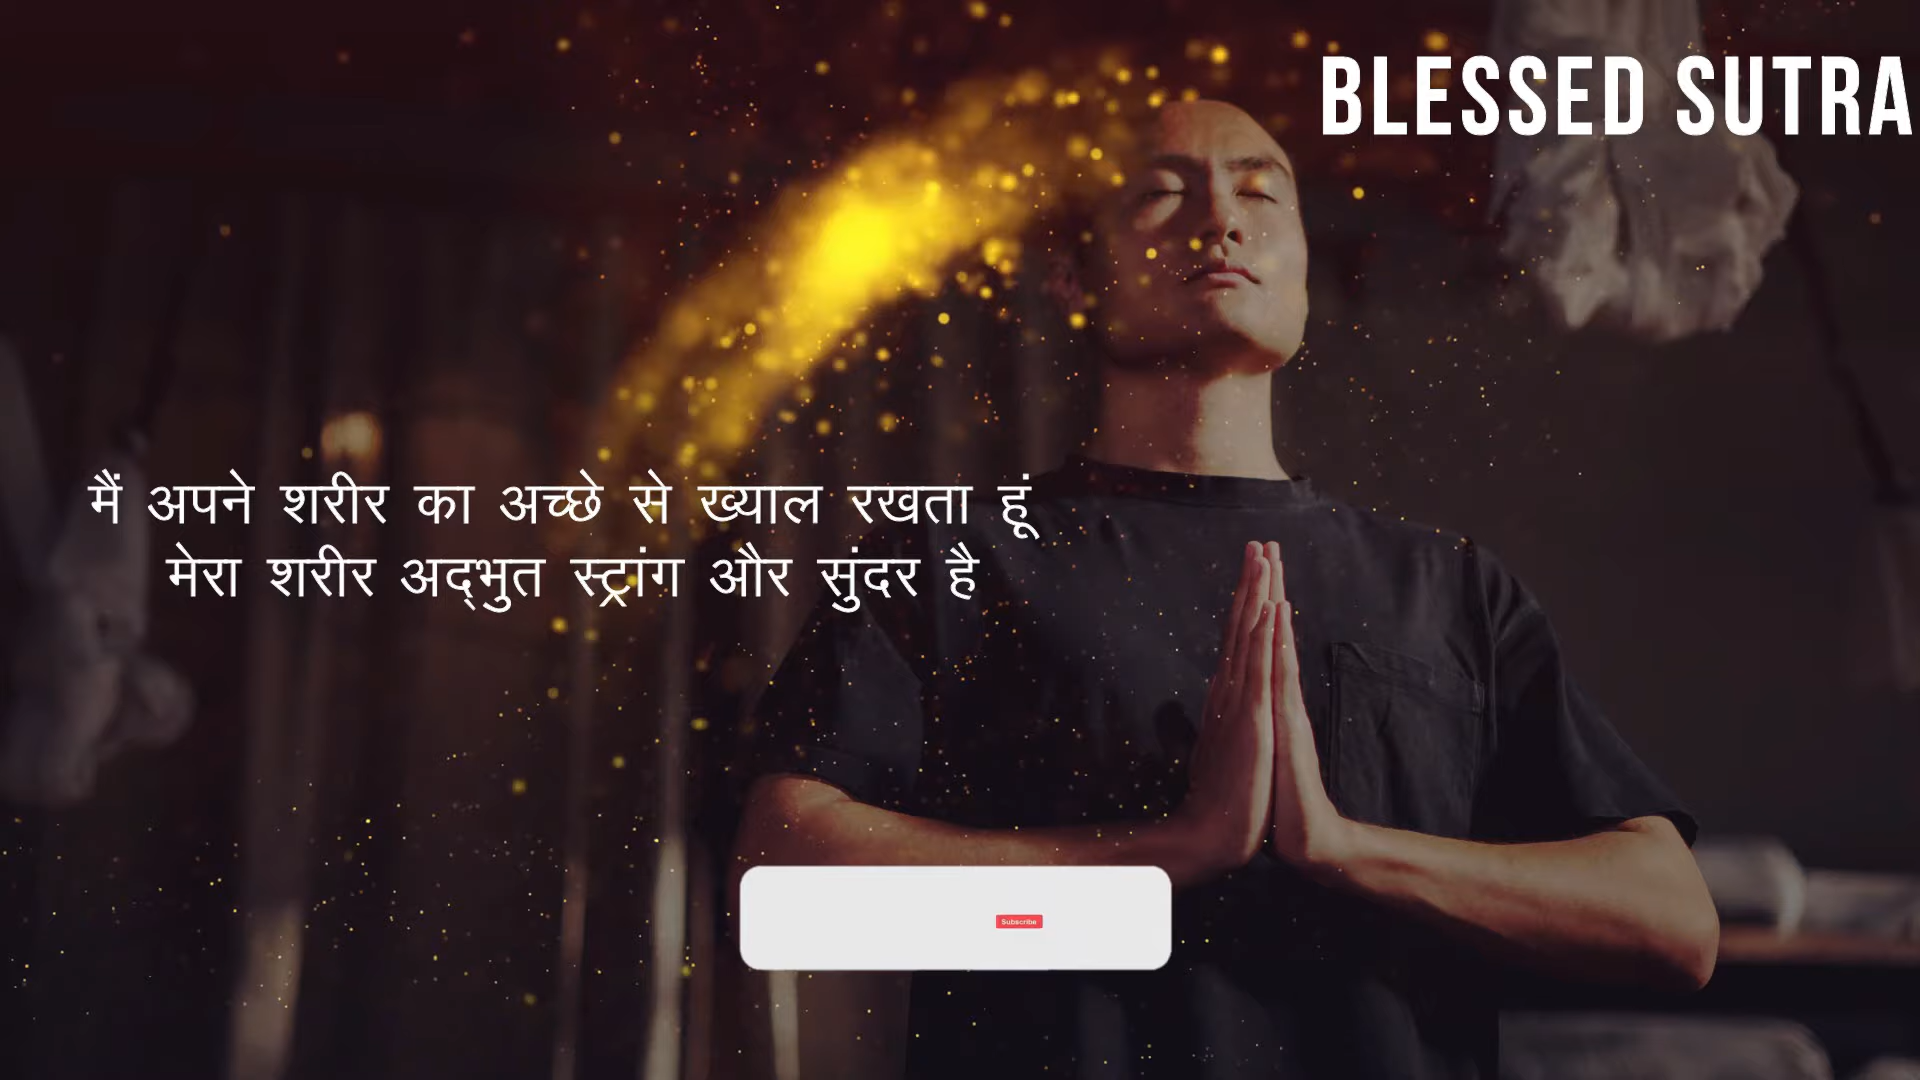 BLESSED SUTRA
मैं अपने शरीर का अच्छे से ख्याल रखता हूं
मेरा शरीर अद्भुत स्ट्रांग और सुंदर है
Subscribe